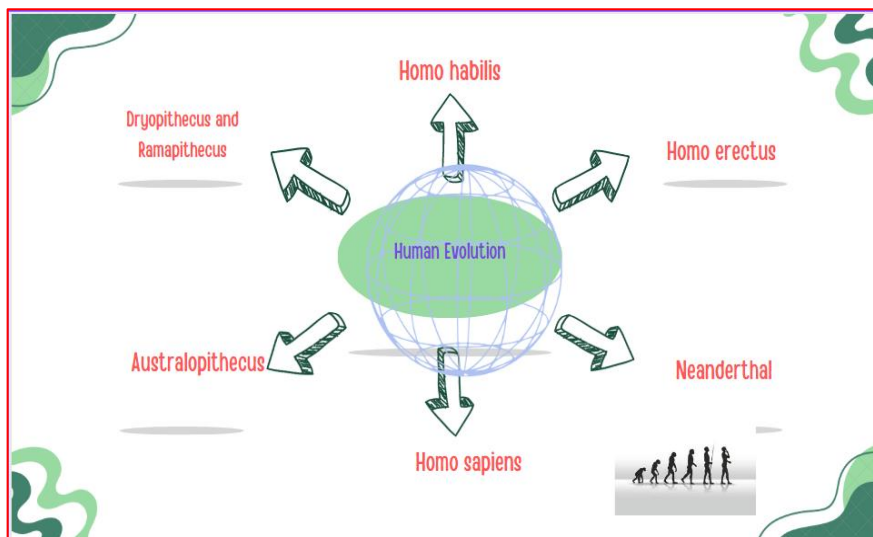 Homo habilis
Dryopithecus and
Ramapithecus
Homo erectus
Human Evolution
Australopithecus
Neanderthal
Homo sapiens